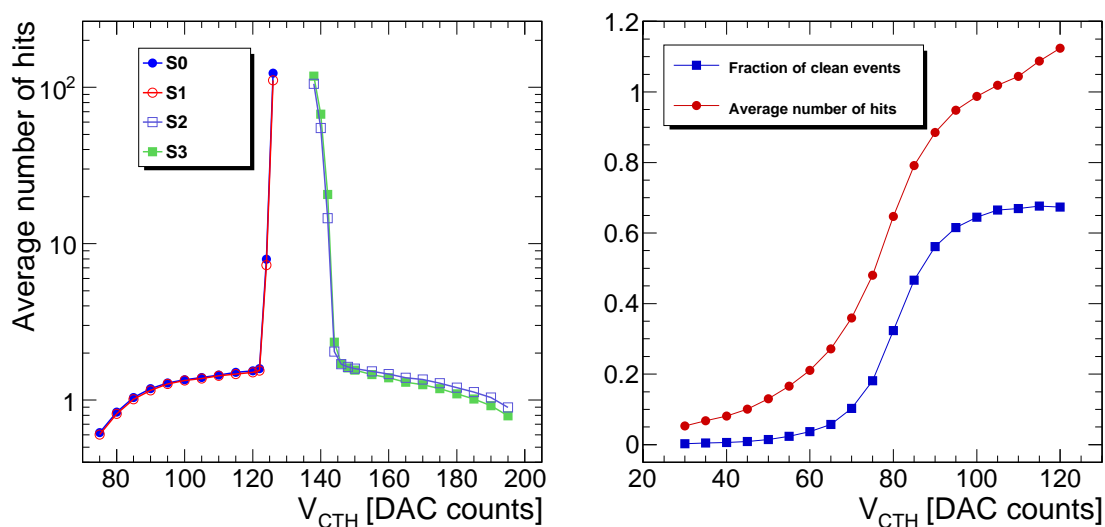 Average number of hits
10²
10
1
S0
S1
S2
S3
80 100 120 140 160 180 200
V_CTH [DAC counts]
1.2
1
0.8
0.6
0.4
0.2
0
Fraction of clean events
Average number of hits
20 40 60 80 100 120
V_CTH [DAC counts]